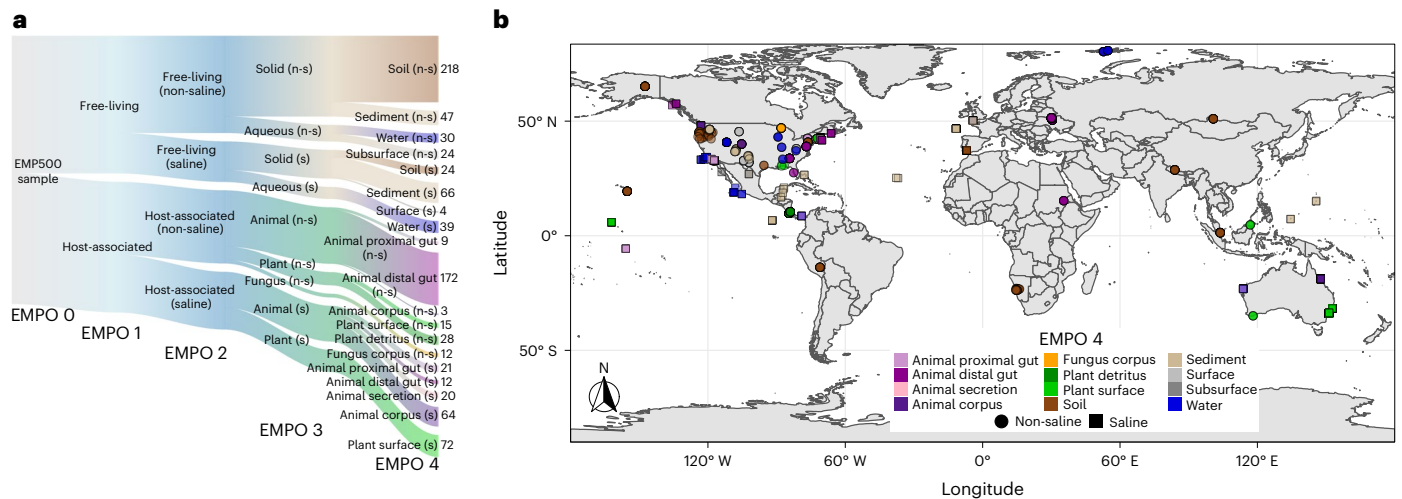 a
EMP500
sample
Free-living
Host-associated
Free-living
(non-saline)
Free-living
(saline)
Host-associated
(non-saline)
Host-associated
(saline)
Solid (n-s)
Aqueous (n-s)
Solid (s)
Aqueous (s)
Animal (n-s)
Plant (n-s)
Fungus (n-s)
Animal (s)
Plant (s)
Soil (n-s) 218
Sediment (n-s) 47
Water (n-s) 30
Subsurface (n-s) 24
Soil (s) 24
Sediment (s) 66
Surface (s) 4
Water (s) 39
Animal proximal gut 9
(n-s)
Animal distal gut 172
(n-s)
Animal corpus (n-s) 3
Plant surface (n-s) 15
Plant detritus (n-s) 28
Fungus corpus (n-s) 12
Animal proximal gut (s) 21
Animal distal gut (s) 12
Animal secretion (s) 20
Animal corpus (s) 64
Plant surface (s) 72
EMPO 0
EMPO 1
EMPO 2
EMPO 3
EMPO 4
b
Latitude
50° N
0°
50° S
N
EMPO 4
Animal proximal gut
Animal distal gut
Animal secretion
Animal corpus
Fungus corpus
Plant detritus
Plant surface
Soil
Sediment
Surface
Subsurface
Water
Non-saline
Saline
120° W
60° W
0°
60° E
120° E
Longitude